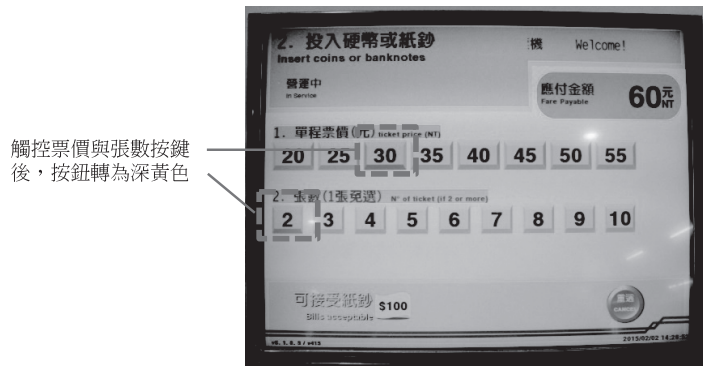 2. 投入硬幣或紙鈔
Insert coins or banknotes
機 Welcome!
營運中
In Service
應付金額
Fare Payable
60元
NT
1. 單程票價(元) ticket price (NT)
20 25 30 35 40 45 50 55
2. 張數(1張免選) N° of ticket (if 2 or more)
2 3 4 5 6 7 8 9 10
可接受紙鈔 $100
Bills acceptable
CANCEL
觸控票價與張數按鍵
後，按鈕轉為深黃色